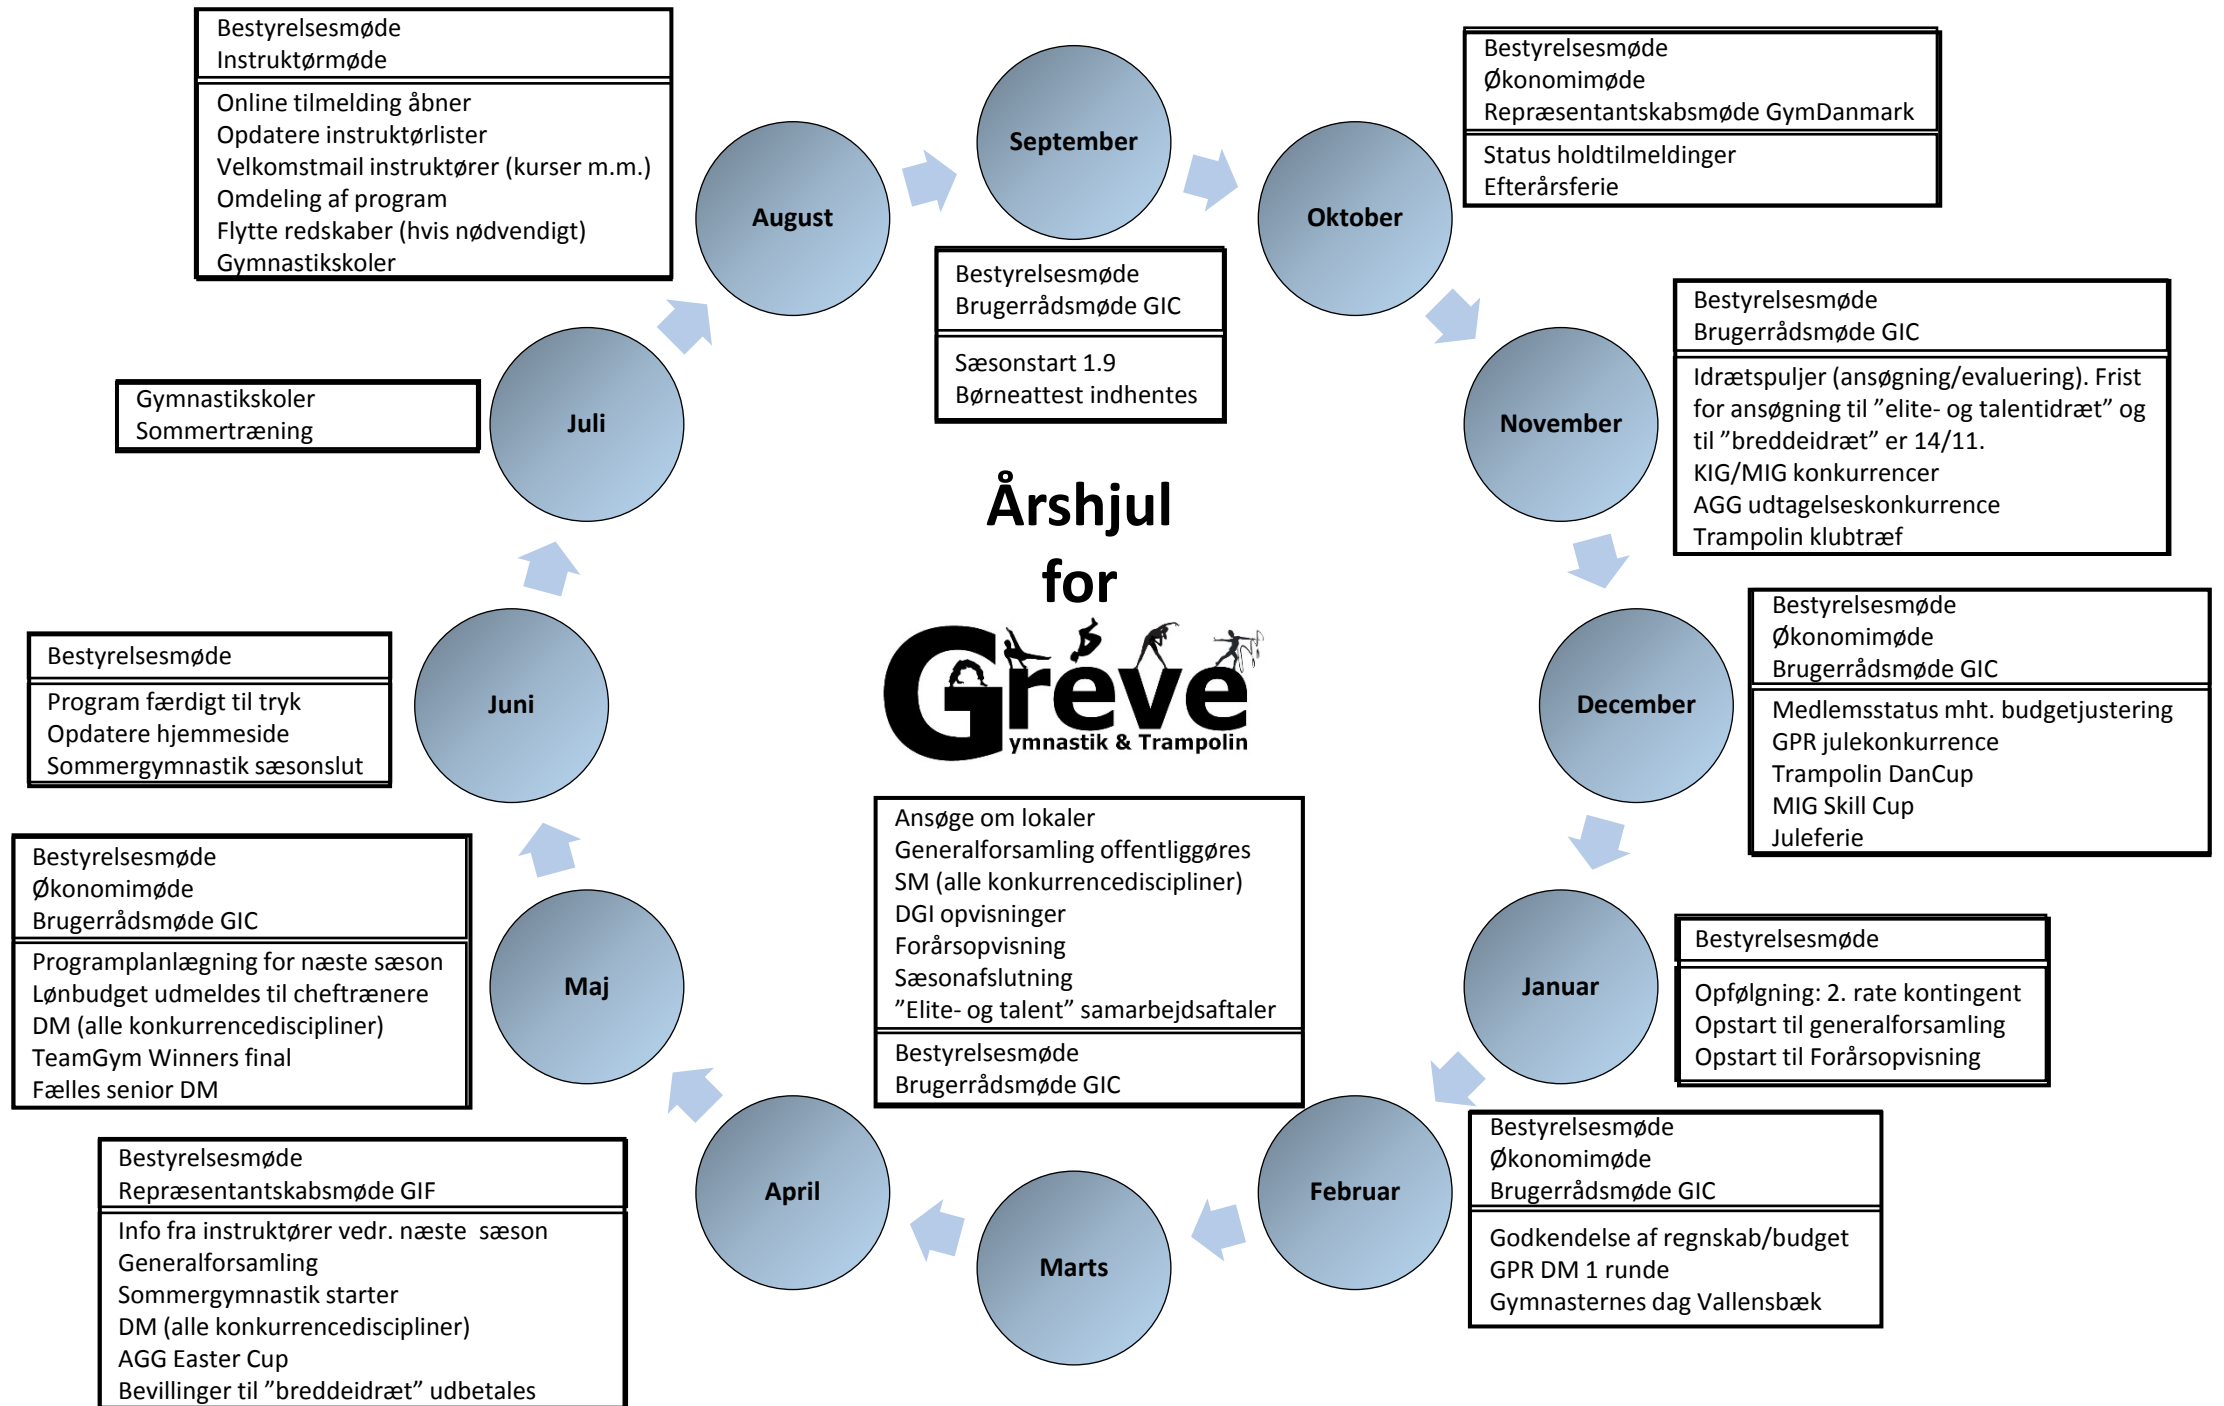 Årshjul
for
Greve
ymnastik & Trampolin
August
Bestyrelsesmøde
Instruktørmøde
Online tilmelding åbner
Opdatere instruktørlister
Velkomstmail instruktører (kurser m.m.)
Omdeling af program
Flytte redskaber (hvis nødvendigt)
Gymnastikskoler
September
Bestyrelsesmøde
Brugerrådsmøde GIC
Sæsonstart 1.9
Børneattest indhentes
Oktober
Bestyrelsesmøde
Økonomimøde
Repræsentantskabsmøde GymDanmark
Status holdtilmeldinger
Efterårsferie
November
Bestyrelsesmøde
Brugerrådsmøde GIC
Idrætspuljer (ansøgning/evaluering). Frist
for ansøgning til ”elite- og talentidræt” og
til ”breddeidræt” er 14/11.
KIG/MIG konkurrencer
AGG udtagelseskonkurrence
Trampolin klubtræf
December
Bestyrelsesmøde
Økonomimøde
Brugerrådsmøde GIC
Medlemsstatus mht. budgetjustering
GPR julekonkurrence
Trampolin DanCup
MIG Skill Cup
Juleferie
Januar
Bestyrelsesmøde
Opfølgning: 2. rate kontingent
Opstart til generalforsamling
Opstart til Forårsopvisning
Februar
Bestyrelsesmøde
Økonomimøde
Brugerrådsmøde GIC
Godkendelse af regnskab/budget
GPR DM 1 runde
Gymnasternes dag Vallensbæk
Marts
Ansøge om lokaler
Generalforsamling offentliggøres
SM (alle konkurrencediscipliner)
DGI opvisninger
Forårsopvisning
Sæsonafslutning
”Elite- og talent” samarbejdsaftaler
Bestyrelsesmøde
Brugerrådsmøde GIC
April
Bestyrelsesmøde
Repræsentantskabsmøde GIF
Info fra instruktører vedr. næste  sæson
Generalforsamling
Sommergymnastik starter
DM (alle konkurrencediscipliner)
AGG Easter Cup
Bevillinger til ”breddeidræt” udbetales
Maj
Bestyrelsesmøde
Økonomimøde
Brugerrådsmøde GIC
Programplanlægning for næste sæson
Lønbudget udmeldes til cheftrænere
DM (alle konkurrencediscipliner)
TeamGym Winners final
Fælles senior DM
Juni
Bestyrelsesmøde
Program færdigt til tryk
Opdatere hjemmeside
Sommergymnastik sæsonslut
Juli
Gymnastikskoler
Sommertræning